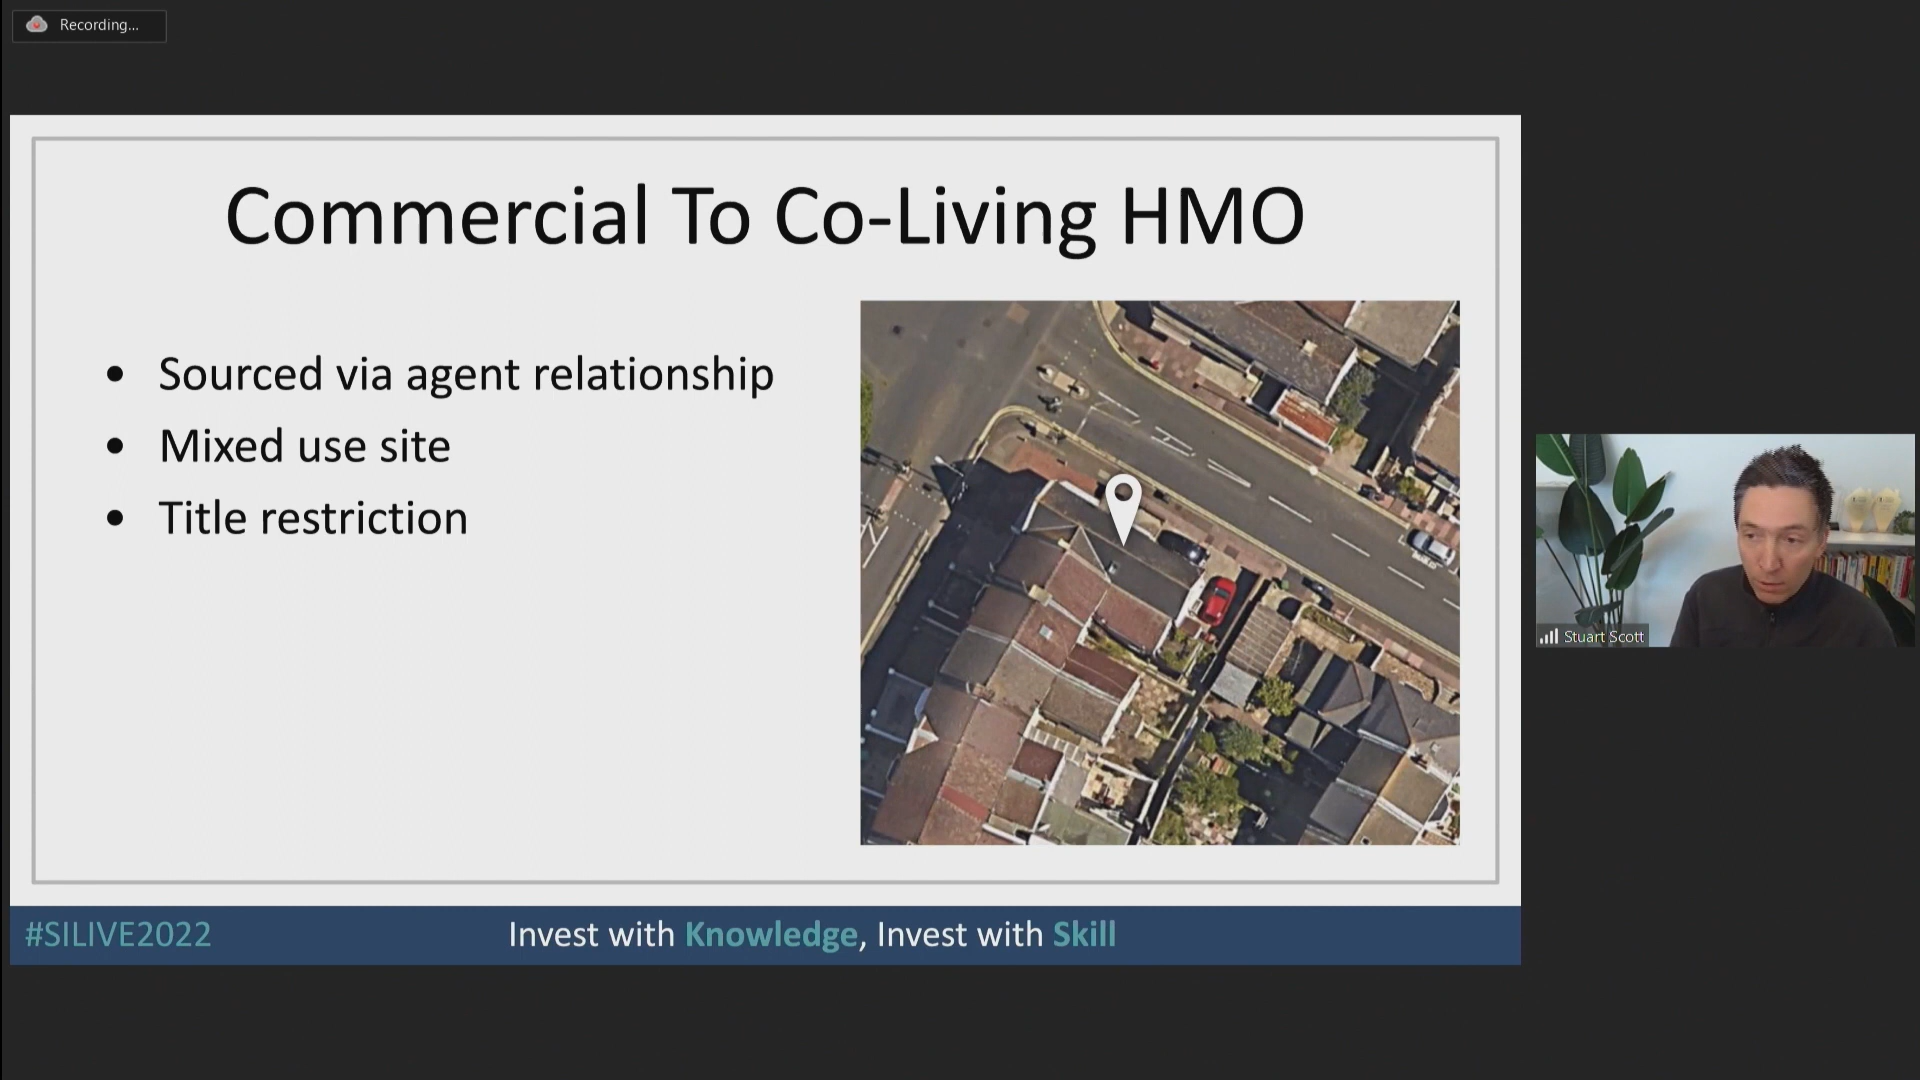 Recording...
Commercial To Co-Living HMO
• Sourced via agent relationship
• Mixed use site
• Title restriction
Stuart Scott
#SILIVE2022
Invest with Knowledge, Invest with Skill